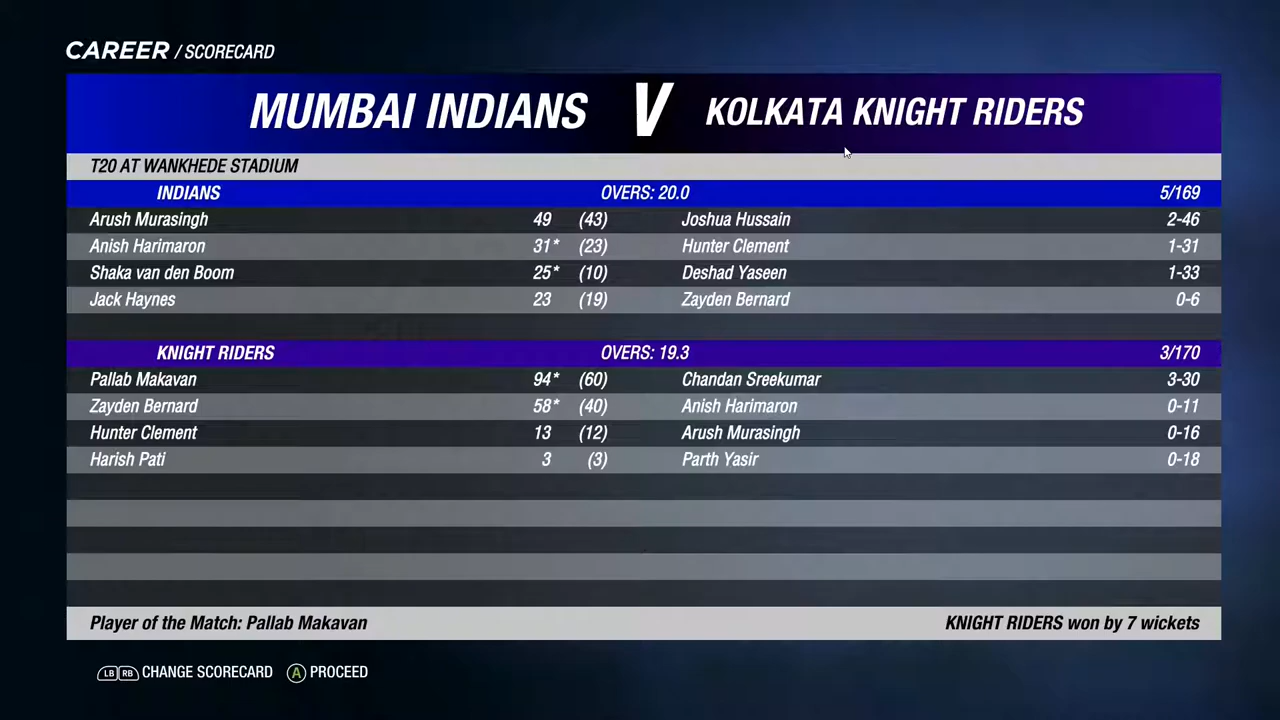 CAREER / SCORECARD
MUMBAI INDIANS V KOLKATA KNIGHT RIDERS
T20 AT WANKHEDE STADIUM
INDIANS OVERS: 20.0 5/169
Arush Murasingh 49 (43) Joshua Hussain 2-46
Anish Harimaron 31* (23) Hunter Clement 1-31
Shaka van den Boom 25* (10) Deshad Yaseen 1-33
Jack Haynes 23 (19) Zayden Bernard 0-6
KNIGHT RIDERS OVERS: 19.3 3/170
Pallab Makavan 94* (60) Chandan Sreekumar 3-30
Zayden Bernard 58* (40) Anish Harimaron 0-11
Hunter Clement 13 (12) Arush Murasingh 0-16
Harish Pati 3 (3) Parth Yasir 0-18
Player of the Match: Pallab Makavan KNIGHT RIDERS won by 7 wickets
LB RB CHANGE SCORECARD A PROCEED